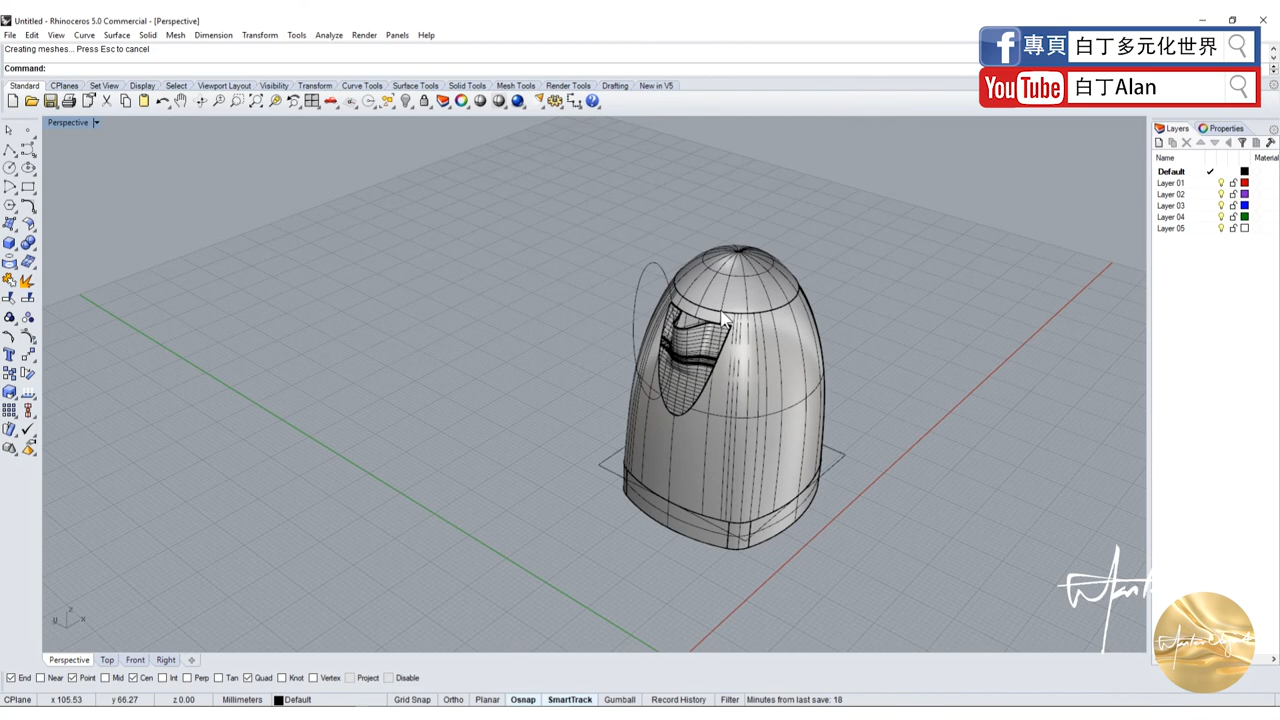 Untitled - Rhinoceros 5.0 Commercial - [Perspective]
File Edit View Curve Surface Solid Mesh Dimension Transform Tools Analyze Render Panels Help
Creating meshes... Press Esc to cancel
Command:
專頁 白丁多元化世界
YouTube 白丁Alan
Standard CPlanes Set View Display Select Viewport Layout Visibility Transform Curve Tools Surface Tools Solid Tools Mesh Tools Render Tools Drafting New in V5
Perspective
Layers Properties
Name Material
Default
Layer 01
Layer 02
Layer 03
Layer 04
Layer 05
z
x
Perspective Top Front Right
End Near Point Mid Cen Int Perp Tan Quad Knot Vertex Project Disable
CPlane x 105.53 y 66.27 z 0.00 Millimeters Default Grid Snap Ortho Planar Osnap SmartTrack Gumball Record History Filter Minutes from last save: 18